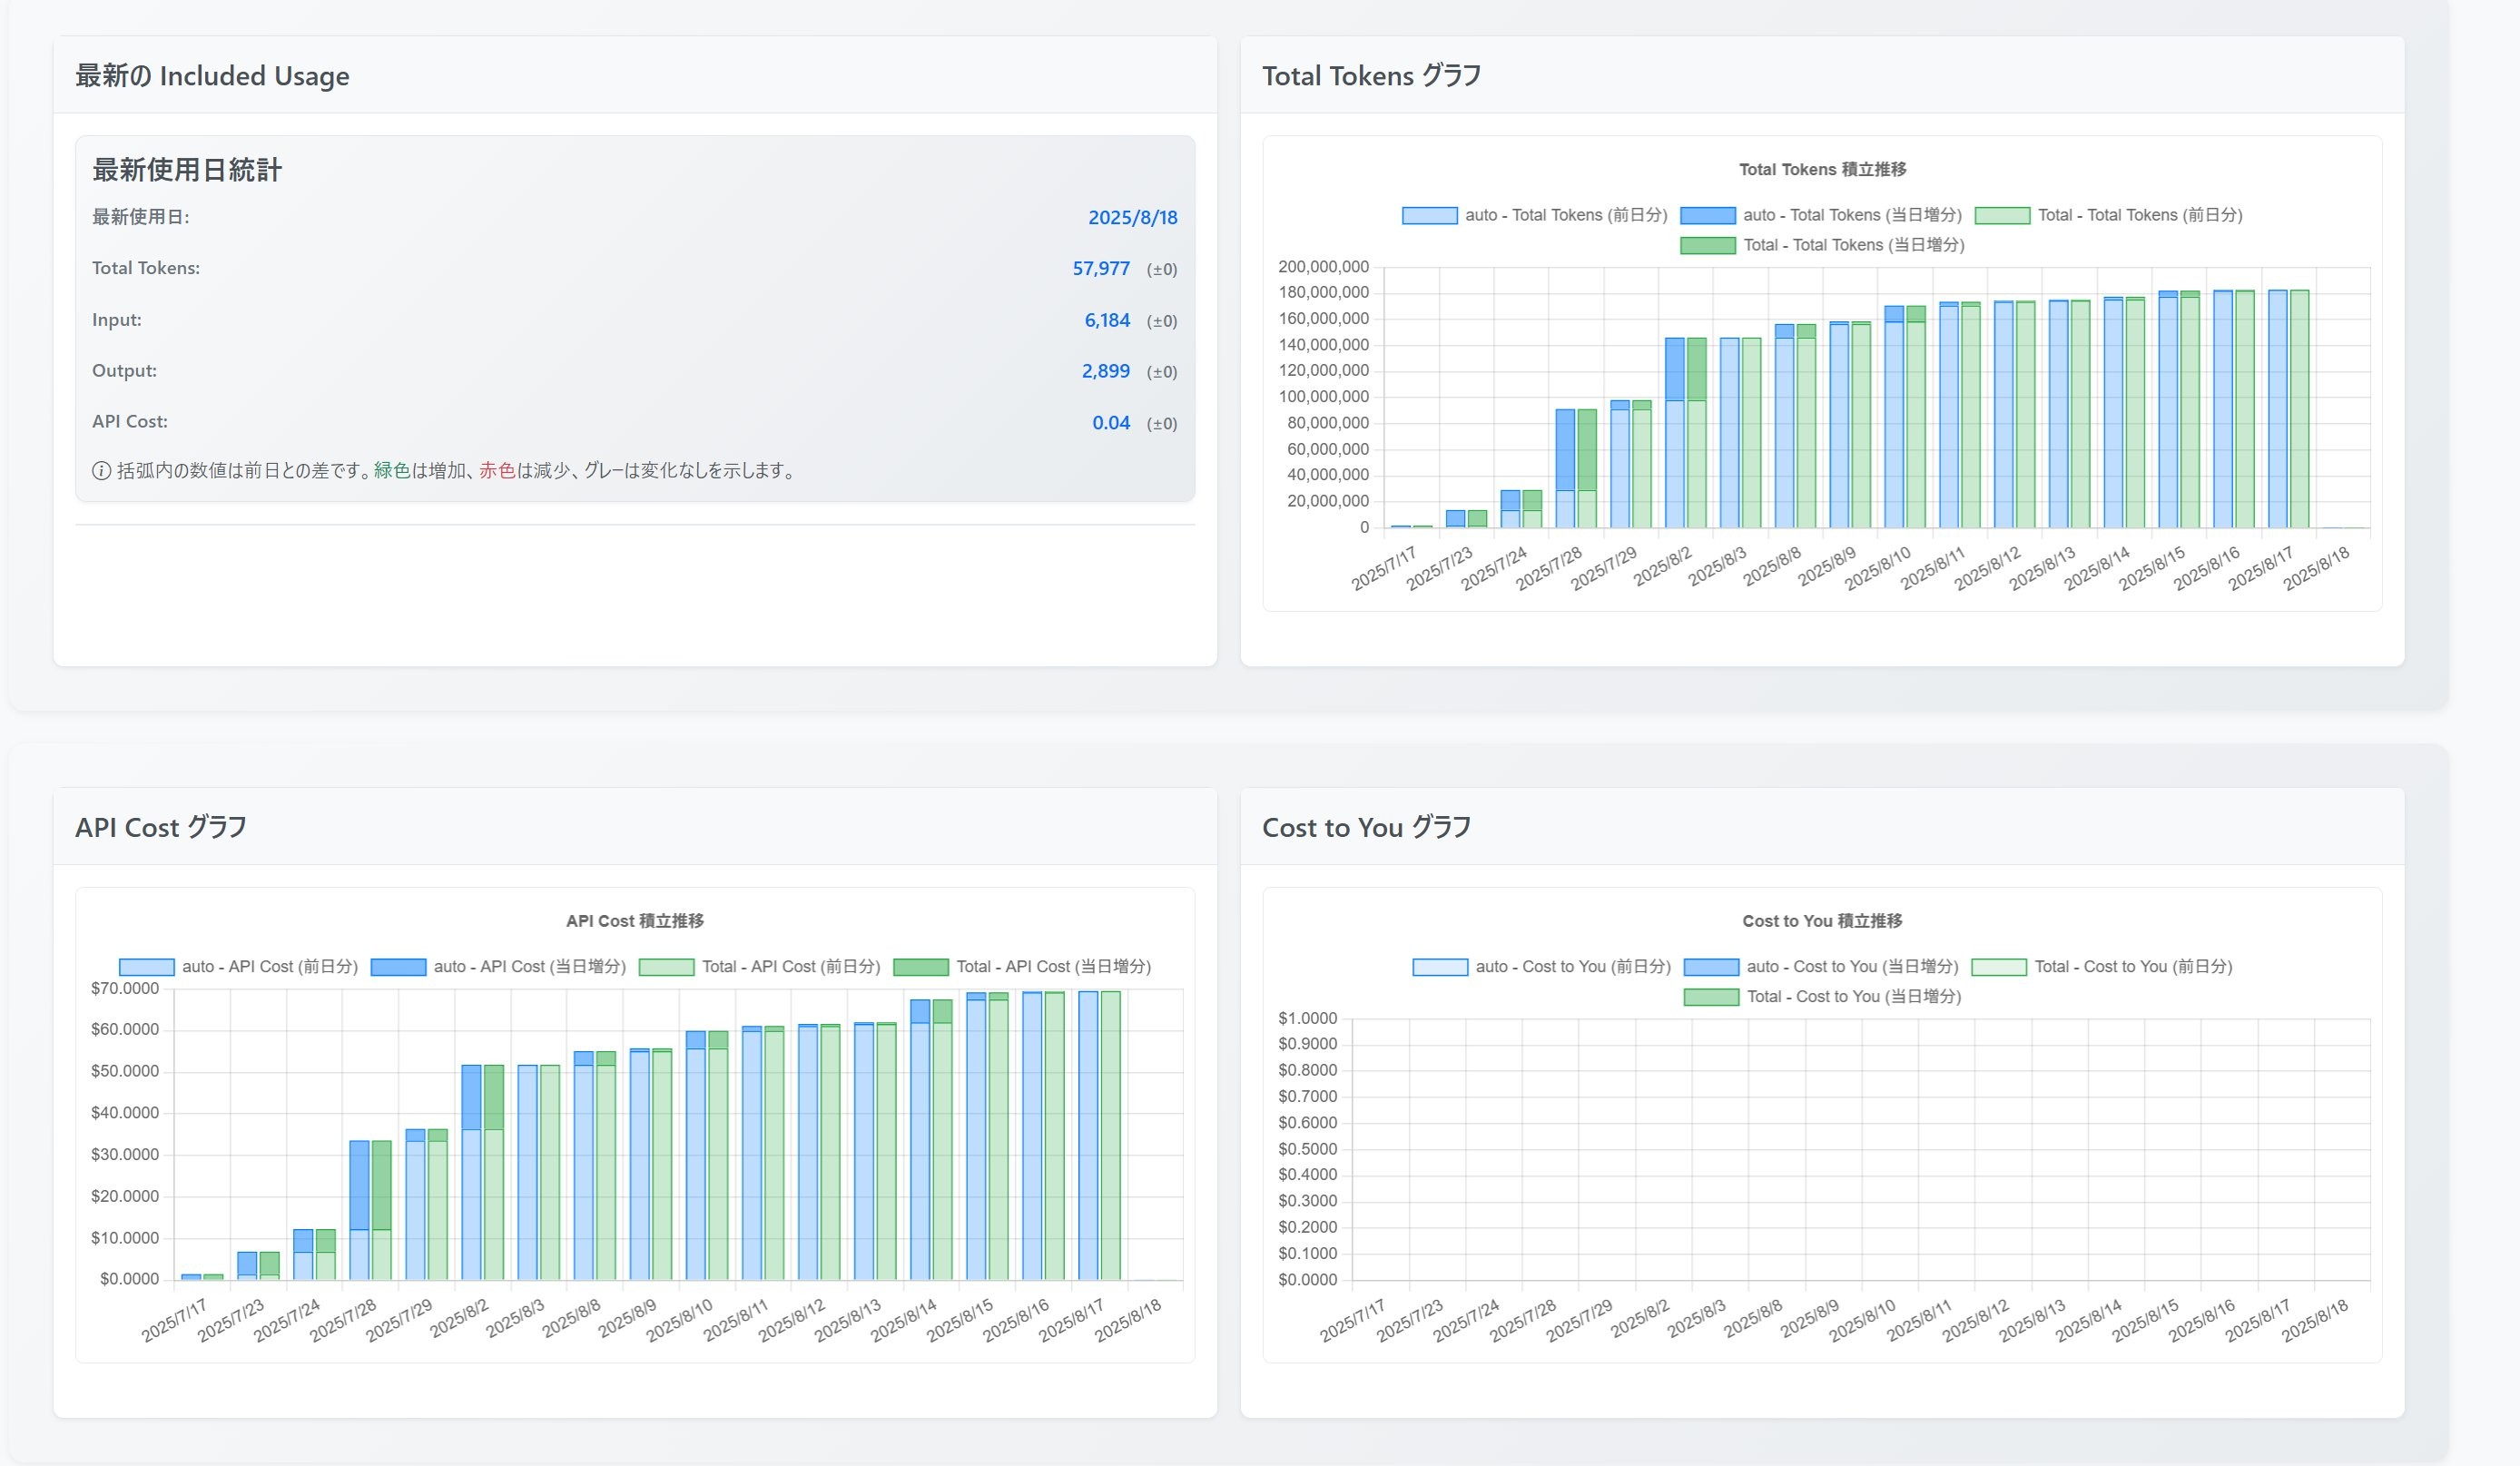 最新の Included Usage
最新使用日統計
最新使用日:
2025/8/18
Total Tokens:
57,977 (±0)
Input:
6,184 (±0)
Output:
2,899 (±0)
API Cost:
0.04 (±0)
括弧内の数値は前日との差です。緑色は増加、赤色は減少、グレーは変化なしを示します。
Total Tokens グラフ
Total Tokens 積立推移
auto - Total Tokens (前日分) auto - Total Tokens (当日増分) Total - Total Tokens (前日分)
Total - Total Tokens (当日増分)
200,000,000
180,000,000
160,000,000
140,000,000
120,000,000
100,000,000
80,000,000
60,000,000
40,000,000
20,000,000
0
2025/7/17 2025/7/23 2025/7/24 2025/7/28 2025/7/29 2025/8/2 2025/8/3 2025/8/8 2025/8/9 2025/8/10 2025/8/11 2025/8/12 2025/8/13 2025/8/14 2025/8/15 2025/8/16 2025/8/17 2025/8/18
API Cost グラフ
API Cost 積立推移
auto - API Cost (前日分) auto - API Cost (当日増分) Total - API Cost (前日分) Total - API Cost (当日増分)
$70.0000
$60.0000
$50.0000
$40.0000
$30.0000
$20.0000
$10.0000
$0.0000
2025/7/17 2025/7/23 2025/7/24 2025/7/28 2025/7/29 2025/8/2 2025/8/3 2025/8/8 2025/8/9 2025/8/10 2025/8/11 2025/8/12 2025/8/13 2025/8/14 2025/8/15 2025/8/16 2025/8/17 2025/8/18
Cost to You グラフ
Cost to You 積立推移
auto - Cost to You (前日分) auto - Cost to You (当日増分) Total - Cost to You (前日分)
Total - Cost to You (当日増分)
$1.0000
$0.9000
$0.8000
$0.7000
$0.6000
$0.5000
$0.4000
$0.3000
$0.2000
$0.1000
$0.0000
2025/7/17 2025/7/23 2025/7/24 2025/7/28 2025/7/29 2025/8/2 2025/8/3 2025/8/8 2025/8/9 2025/8/10 2025/8/11 2025/8/12 2025/8/13 2025/8/14 2025/8/15 2025/8/16 2025/8/17 2025/8/18